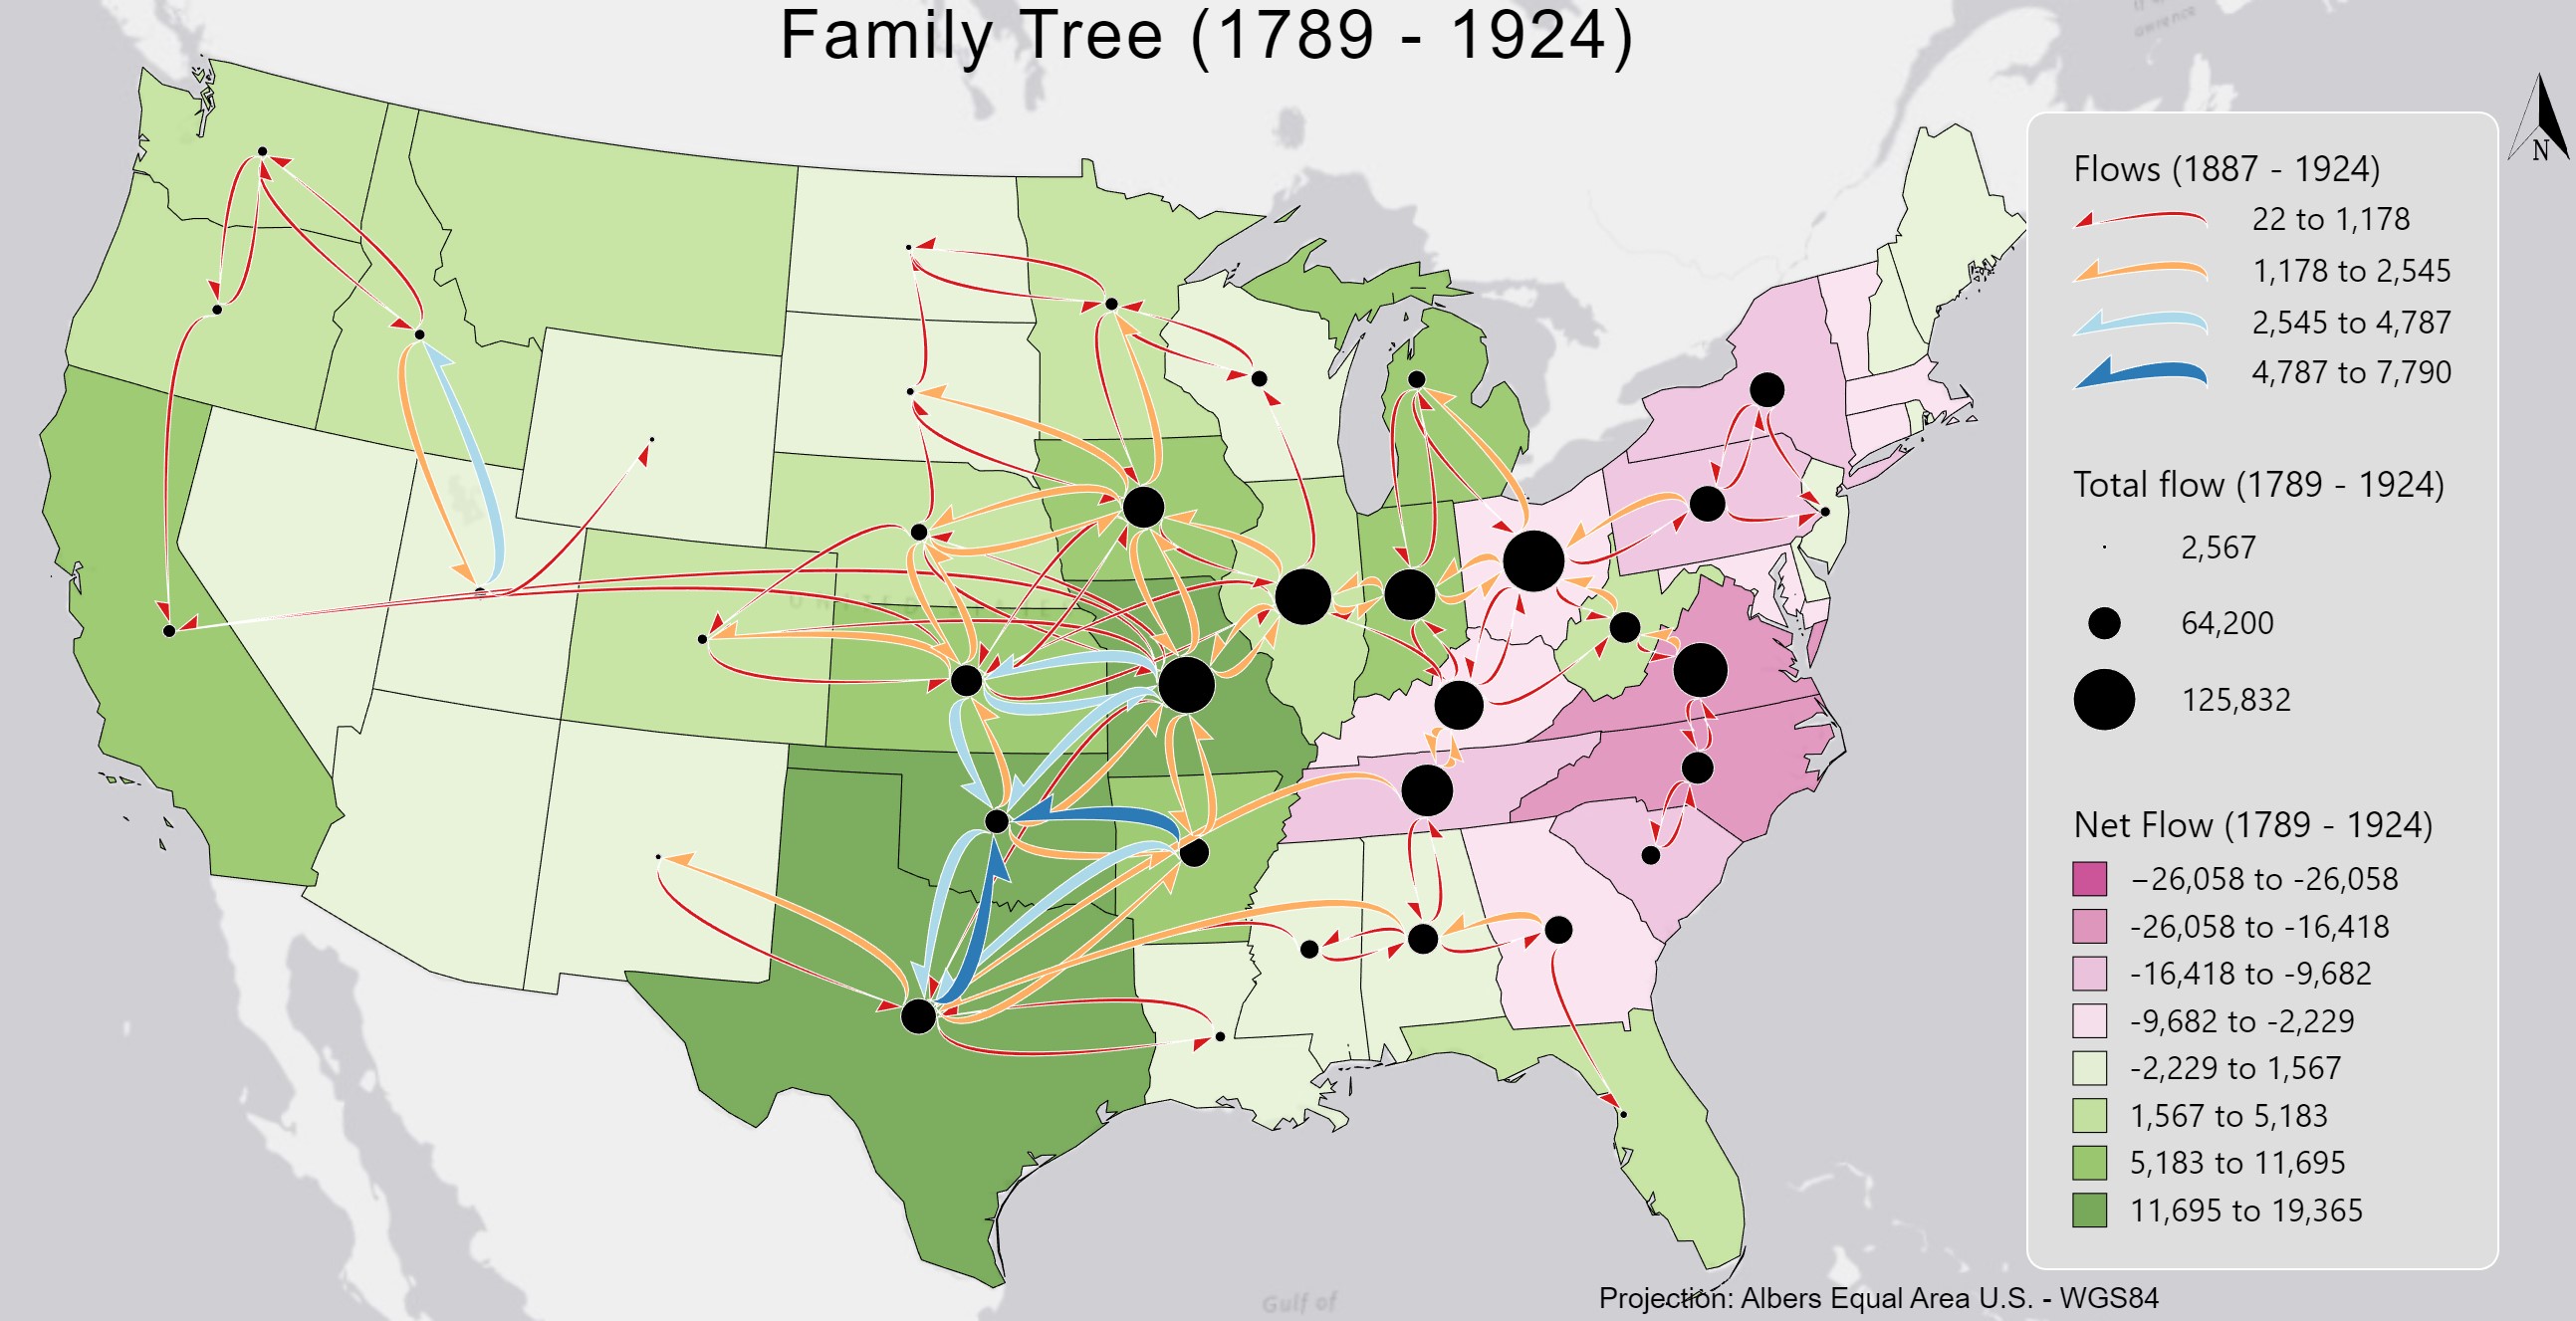 Family Tree (1789 - 1924)
owrence
N
Flows (1887 - 1924)
22 to 1,178
1,178 to 2,545
2,545 to 4,787
4,787 to 7,790
Total flow (1789 - 1924)
2,567
64,200
125,832
Net Flow (1789 - 1924)
−26,058 to -26,058
-26,058 to -16,418
-16,418 to -9,682
-9,682 to -2,229
-2,229 to 1,567
1,567 to 5,183
5,183 to 11,695
11,695 to 19,365
UNITED STATES
Gulf of
Projection: Albers Equal Area U.S. - WGS84